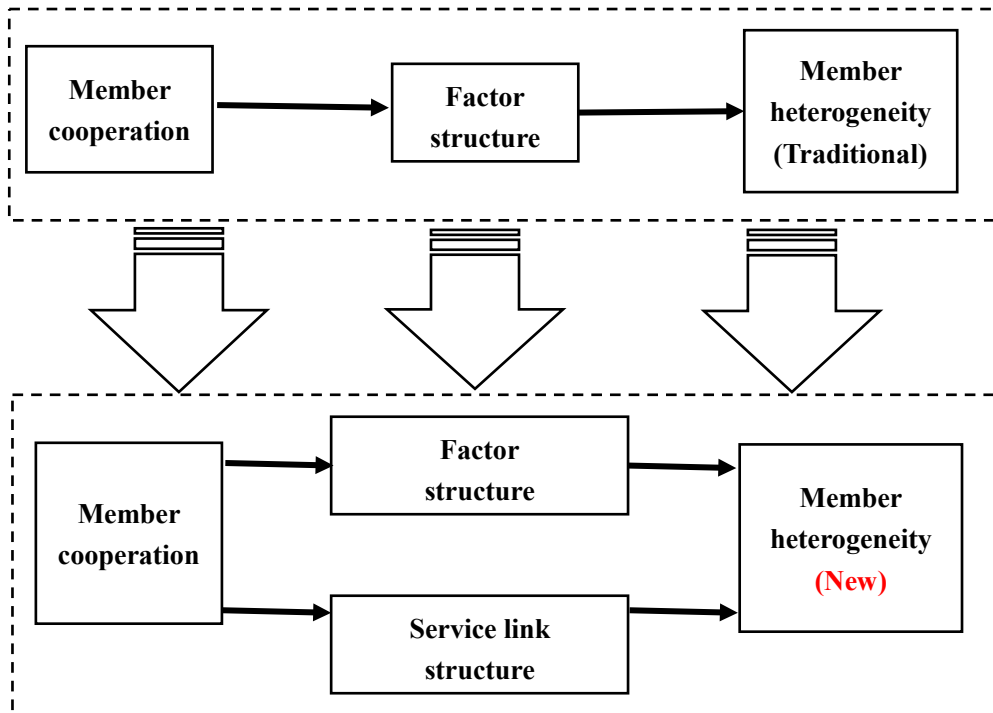 Member
cooperation
Factor
structure
Member
heterogeneity
(Traditional)
Member
cooperation
Factor
structure
Service link
structure
Member
heterogeneity
(New)